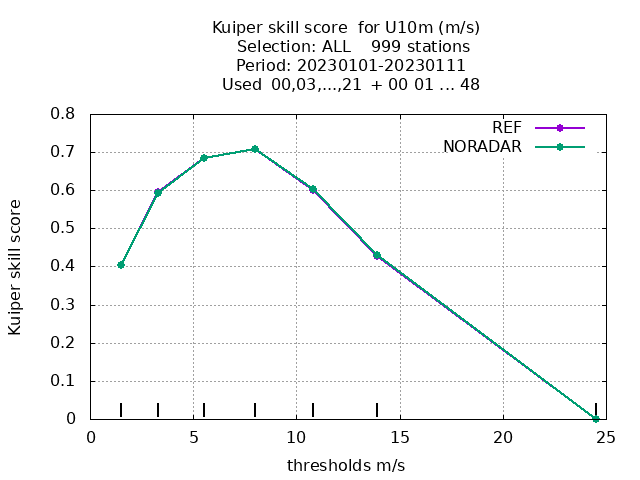 Kuiper skill score  for U10m (m/s)
Selection: ALL    999 stations
Period: 20230101-20230111
Used  00,03,...,21  + 00 01 ... 48
REF
NORADAR
0.8
0.7
0.6
0.5
0.4
0.3
0.2
0.1
0
Kuiper skill score
0 5 10 15 20 25
thresholds m/s